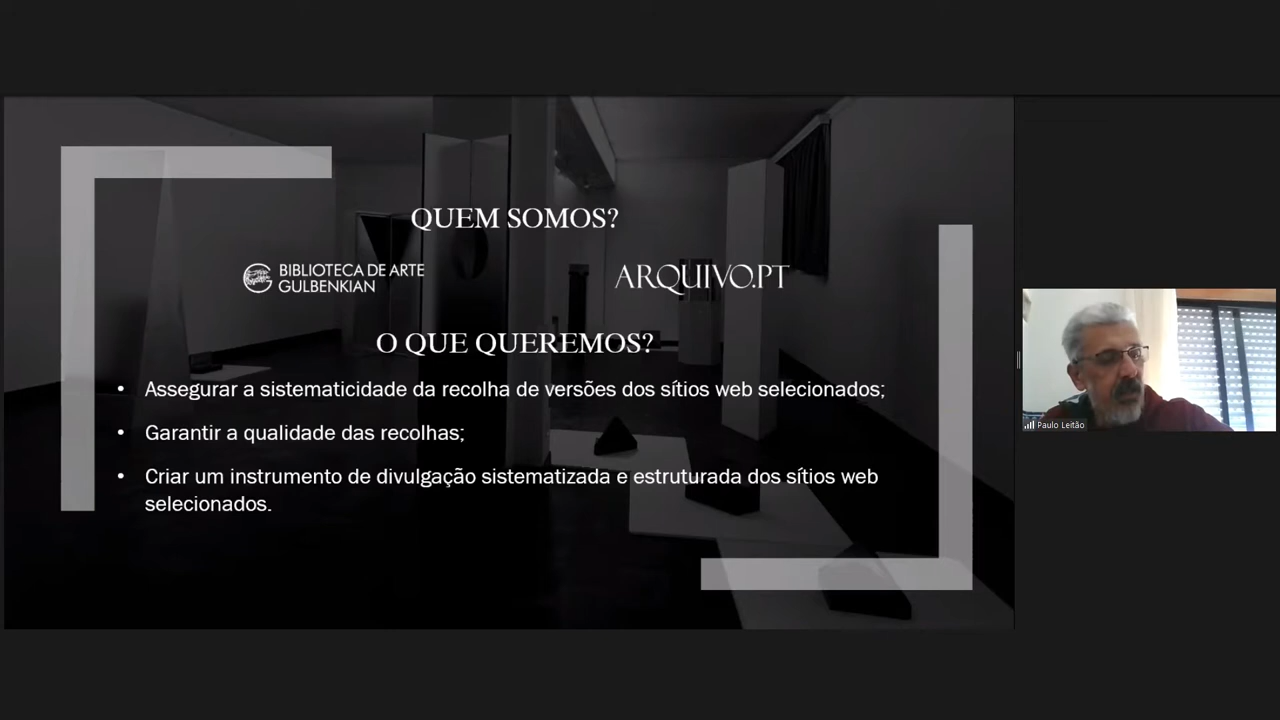 QUEM SOMOS?
BIBLIOTECA DE ARTE
GULBENKIAN
ARQUIVO.PT
O QUE QUEREMOS?
• Assegurar a sistematicidade da recolha de versões dos sítios web selecionados;
• Garantir a qualidade das recolhas;
• Criar um instrumento de divulgação sistematizada e estruturada dos sítios web
selecionados.
Paulo Leitão